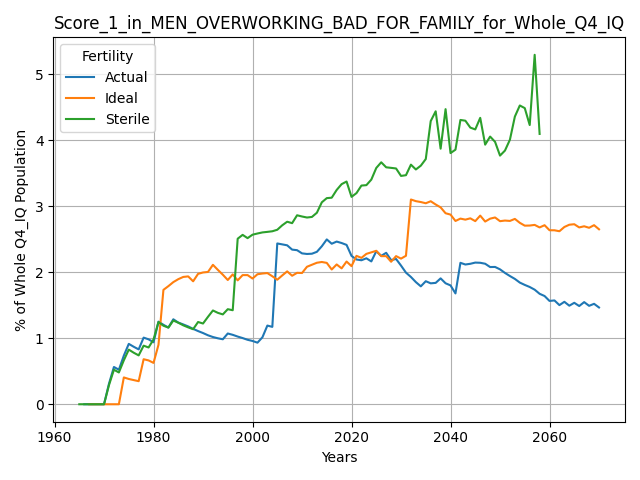 Score_1_in_MEN_OVERWORKING_BAD_FOR_FAMILY_for_Whole_Q4_IQ
Fertility
Actual
Ideal
Sterile
% of Whole Q4_IQ Population
5
4
3
2
1
0
1960
1980
2000
2020
2040
2060
Years